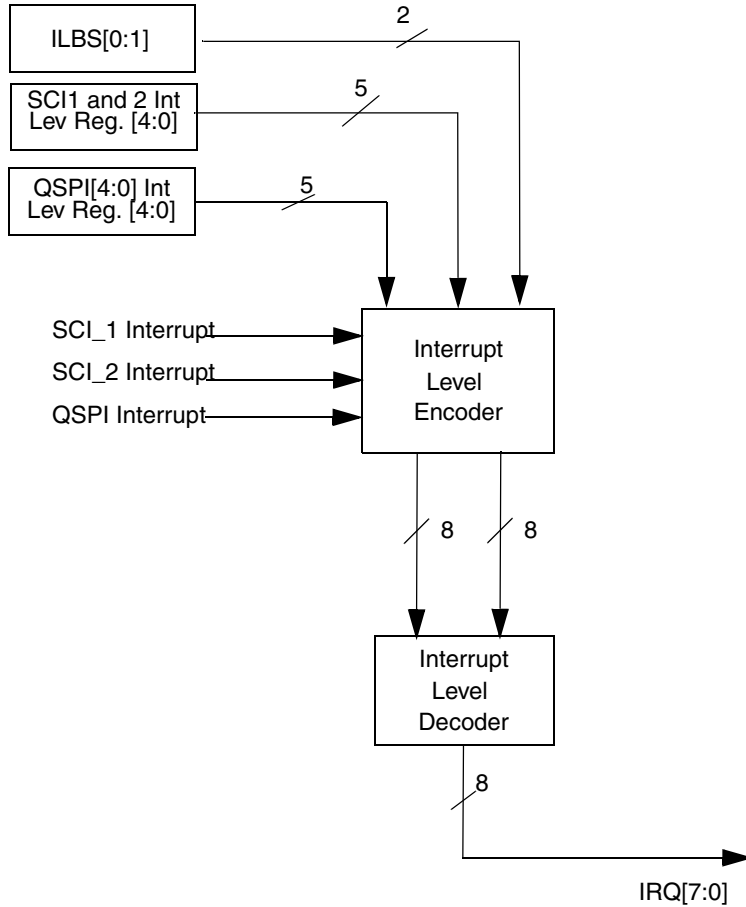 2
ILBS[0:1]
5
SCI1 and 2 Int
Lev Reg. [4:0]
QSPI[4:0] Int
Lev Reg. [4:0]
5
SCI_1 Interrupt
SCI_2 Interrupt
QSPI Interrupt
Interrupt
Level
Encoder
8
8
Interrupt
Level
Decoder
8
IRQ[7:0]